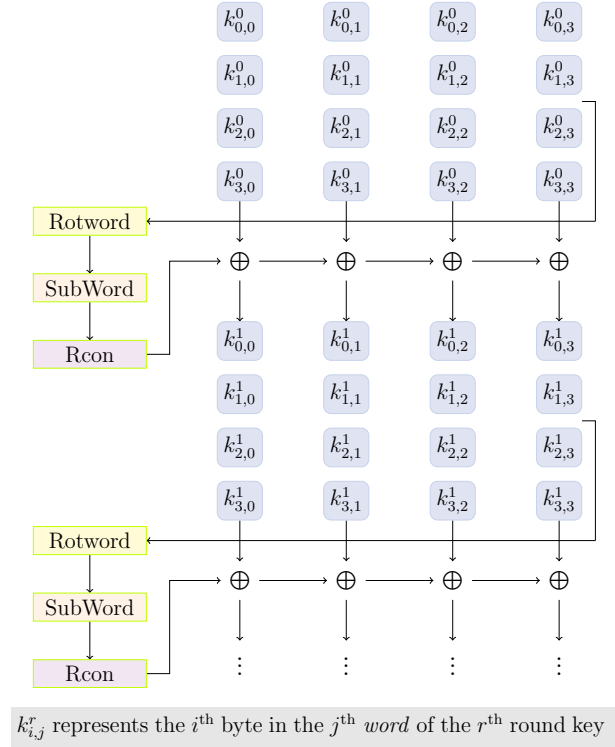 k^0_{0,0} k^0_{0,1} k^0_{0,2} k^0_{0,3}
k^0_{1,0} k^0_{1,1} k^0_{1,2} k^0_{1,3}
k^0_{2,0} k^0_{2,1} k^0_{2,2} k^0_{2,3}
k^0_{3,0} k^0_{3,1} k^0_{3,2} k^0_{3,3}
Rotword
⊕ ⊕ ⊕ ⊕
SubWord
Rcon k^1_{0,0} k^1_{0,1} k^1_{0,2} k^1_{0,3}
k^1_{1,0} k^1_{1,1} k^1_{1,2} k^1_{1,3}
k^1_{2,0} k^1_{2,1} k^1_{2,2} k^1_{2,3}
k^1_{3,0} k^1_{3,1} k^1_{3,2} k^1_{3,3}
Rotword
⊕ ⊕ ⊕ ⊕
SubWord
Rcon ⋮ ⋮ ⋮ ⋮
k^r_{i,j} represents the i^th byte in the j^th word of the r^th round key